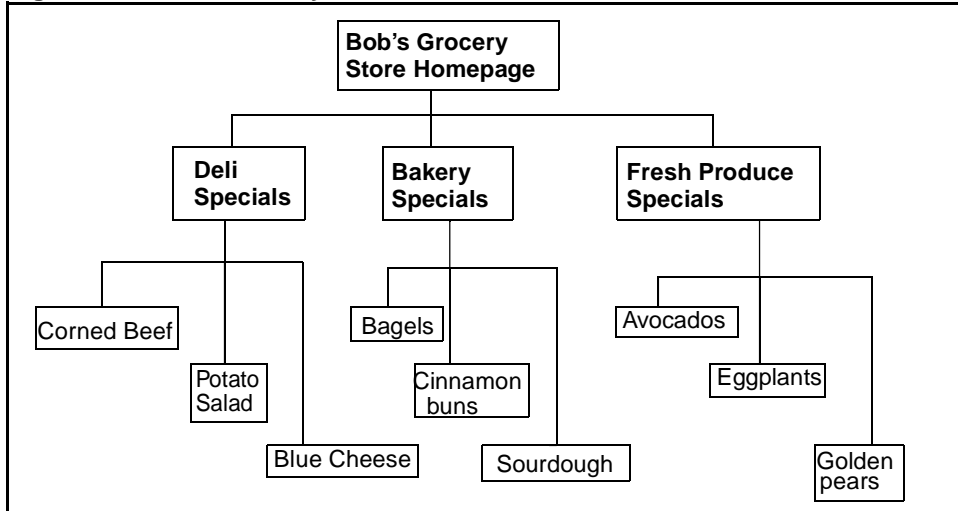 Bob's Grocery
Store Homepage
Deli
Specials
Bakery
Specials
Fresh Produce
Specials
Corned Beef
Potato
Salad
Blue Cheese
Bagels
Cinnamon
buns
Sourdough
Avocados
Eggplants
Golden
pears